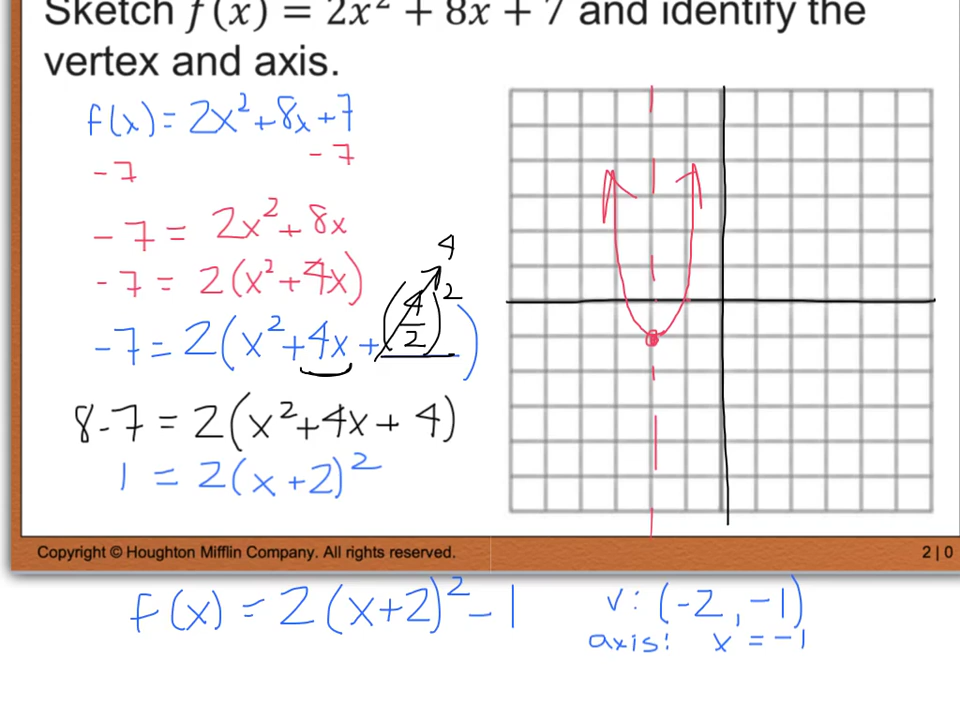 Sketch f(x) = 2x² + 8x + 7 and identify the
vertex and axis.
f(x) = 2x² + 8x + 7
-7 - 7
-7 = 2x² + 8x
-7 = 2(x² + 4x)
4
-7 = 2(x² + 4x + (4/2)²)
8-7 = 2(x² + 4x + 4)
1 = 2(x+2)²
Copyright © Houghton Mifflin Company. All rights reserved. 2 | 0
f(x) = 2(x+2)² - 1
v: (-2, -1)
axis: x = -1